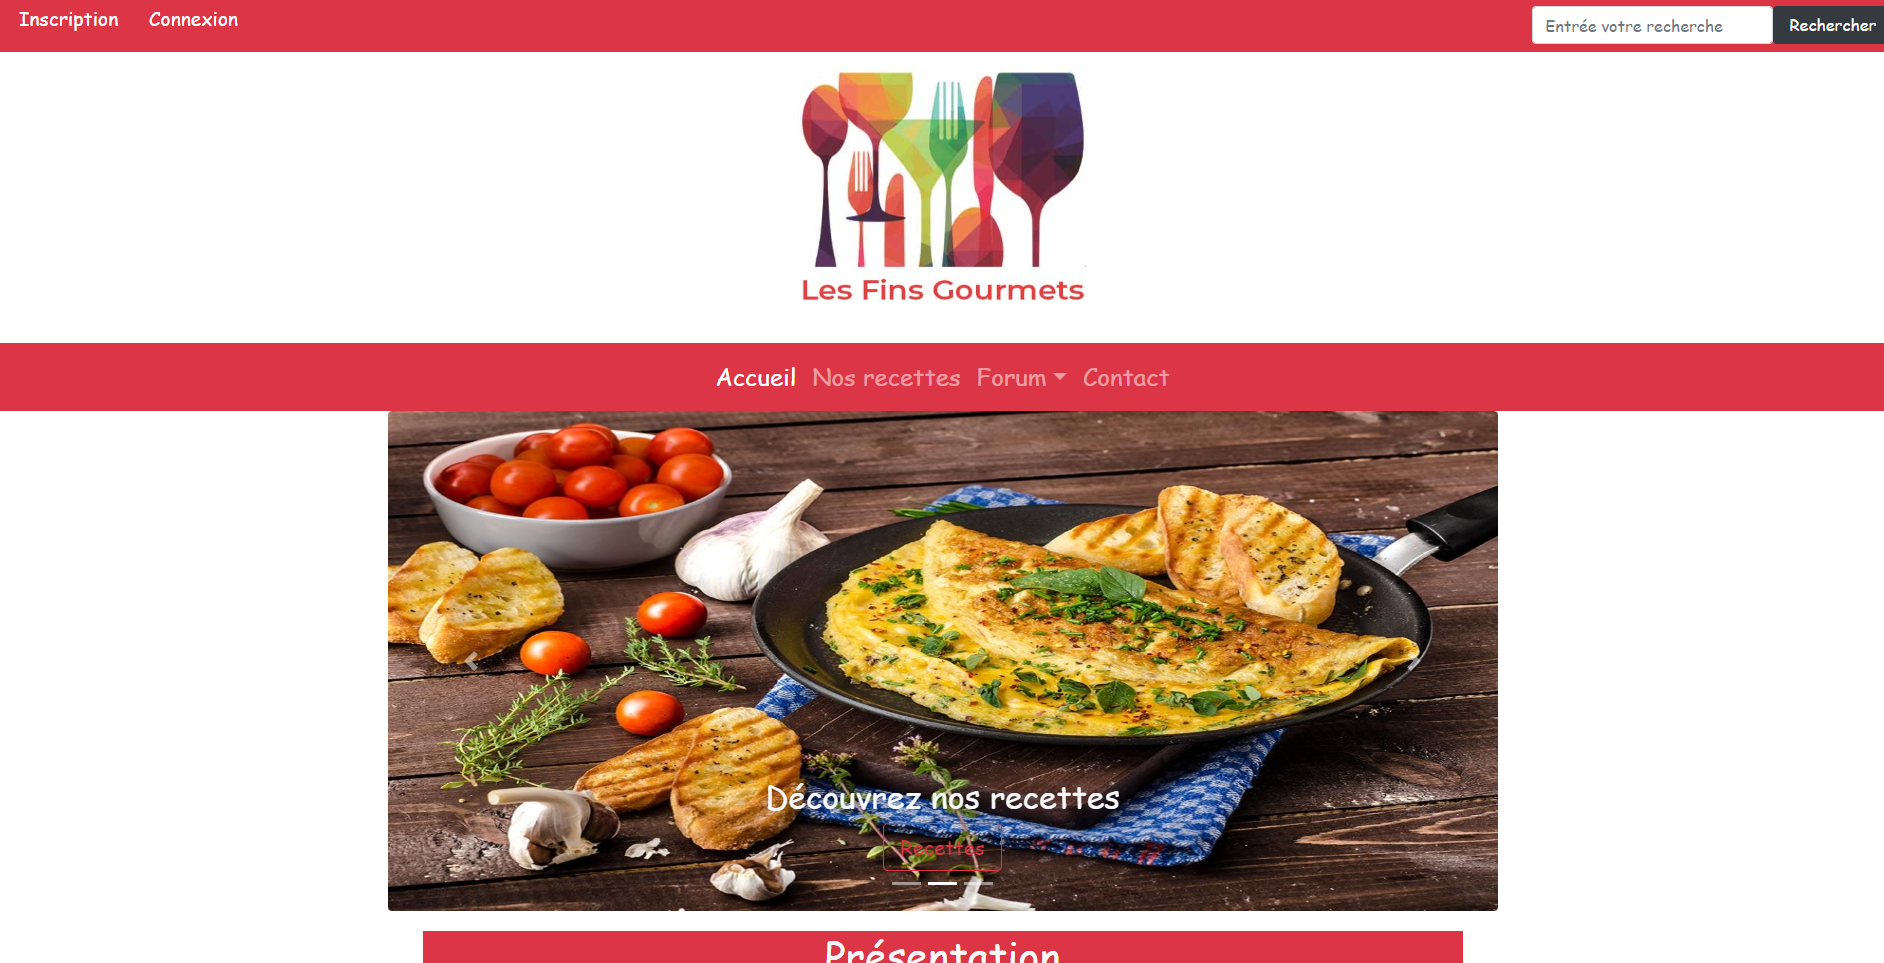 Inscription Connexion Entrée votre recherche Rechercher
Les Fins Gourmets
Accueil Nos recettes Forum Contact
Découvrez nos recettes
Recettes
Présentation